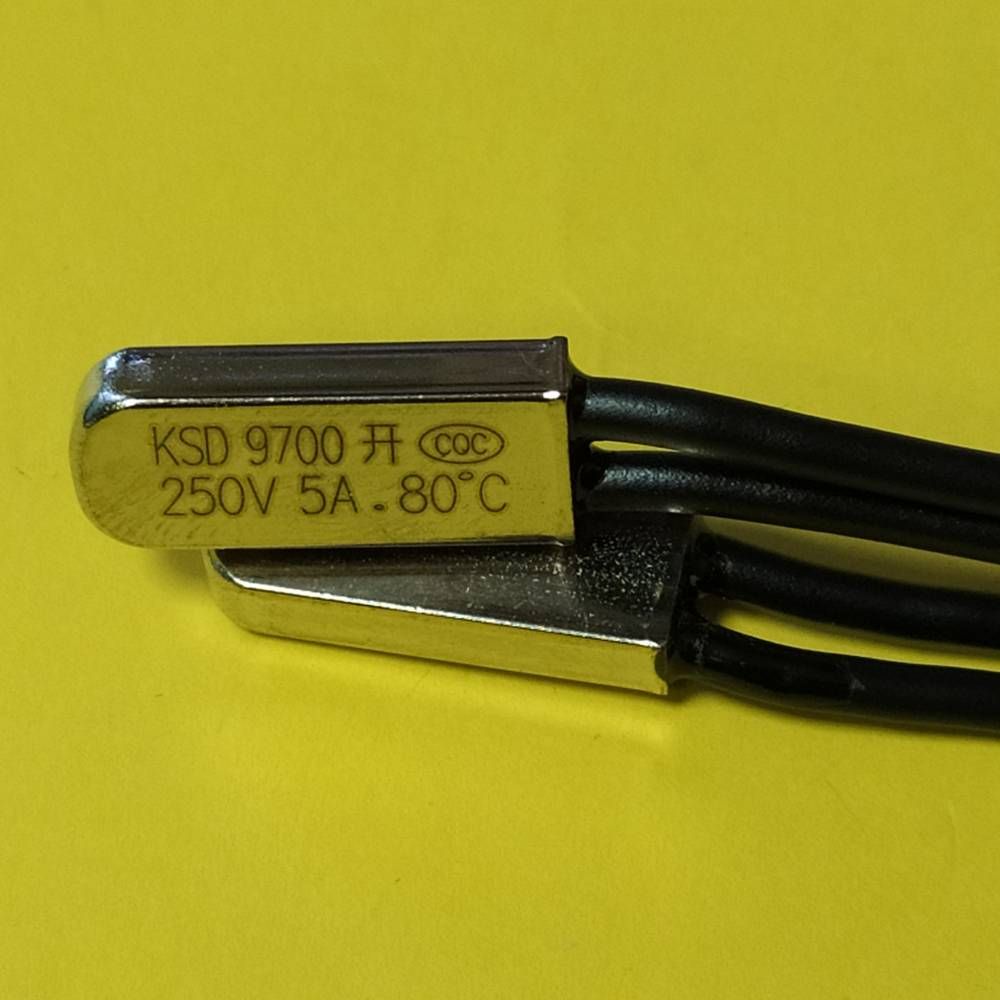 KSD 9700 开 CQC
250V 5A . 80°C